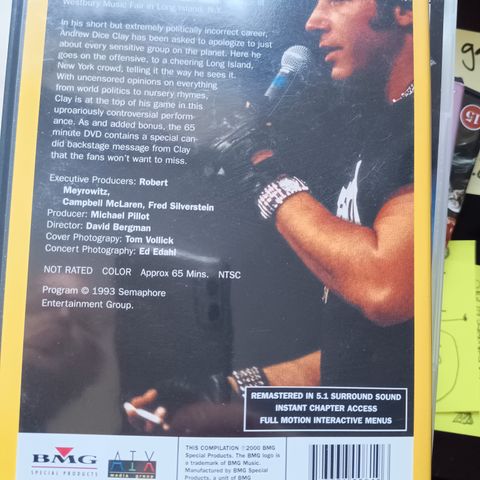 Westbury Music Fair in Long Island, N.Y.
In his short but extremely politically incorrect career,
Andrew Dice Clay has been asked to apologize to just
about every sensitive group on the planet. Here he
goes on the offensive, to a cheering Long Island,
New York crowd, telling it the way he sees it.
With uncensored opinions on everything
from world politics to nursery rhymes,
Clay is at the top of his game in this
uproariously controversial perform-
ance. As and added bonus, the 65
minute DVD contains a special can-
did backstage message from Clay
that the fans won't want to miss.
Executive Producers: Robert
Meyrowitz,
Campbell McLaren, Fred Silverstein
Producer: Michael Pillot
Director: David Bergman
Cover Photograpy: Tom Vollick
Concert Photography: Ed Edahl
NOT RATED COLOR Approx 65 Mins. NTSC
Program © 1993 Semaphore
Entertainment Group.
REMASTERED IN 5.1 SURROUND SOUND
INSTANT CHAPTER ACCESS
FULL MOTION INTERACTIVE MENUS
BMG
SPECIAL PRODUCTS
AIX
media group
THIS COMPILATION ℗2000 BMG
Special Products. The BMG logo is
a trademark of BMG Music.
Manufactured by BMG Special
Products, a unit of BMG
15